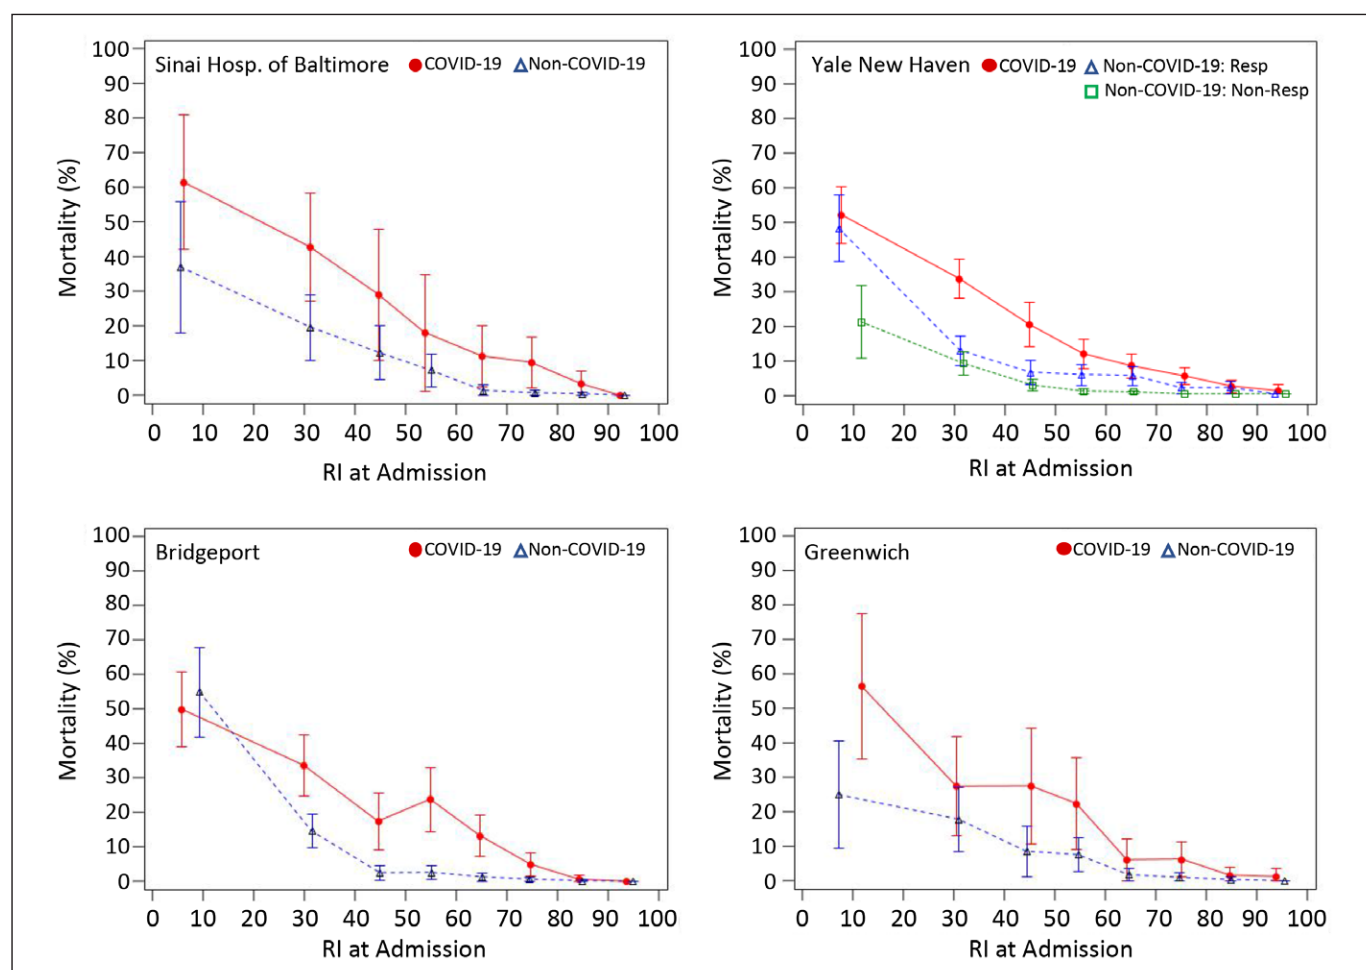 Sinai Hosp. of Baltimore COVID-19 Non-COVID-19
100
90
80
70
60
50
40
30
20
10
0
Mortality (%)
0 10 20 30 40 50 60 70 80 90 100
RI at Admission
Yale New Haven COVID-19 Non-COVID-19: Resp
Non-COVID-19: Non-Resp
100
90
80
70
60
50
40
30
20
10
0
Mortality (%)
0 10 20 30 40 50 60 70 80 90 100
RI at Admission
Bridgeport COVID-19 Non-COVID-19
100
90
80
70
60
50
40
30
20
10
0
Mortality (%)
0 10 20 30 40 50 60 70 80 90 100
RI at Admission
Greenwich COVID-19 Non-COVID-19
100
90
80
70
60
50
40
30
20
10
0
Mortality (%)
0 10 20 30 40 50 60 70 80 90 100
RI at Admission